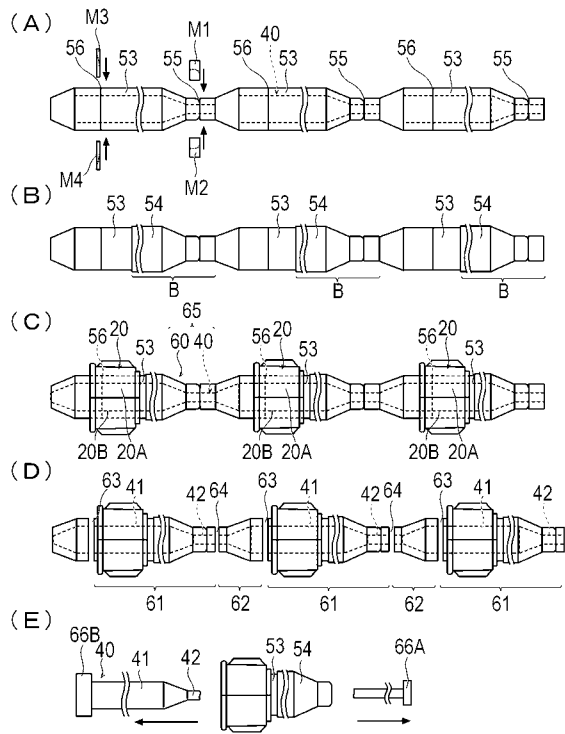 (A)
M3 M1
56 53 55 56 40 53 55 56 53 55
M4 M2
(B)
53 54 53 54 53 54
B B B
(C)
65
56 20 53 60 40 56 20 53 56 20 53
20B 20A 20B 20A 20B 20A
(D)
63 41 42 64 63 41 42 64 63 41 42
61 62 61 62 61
(E)
66B 40 41 42 53 54 66A